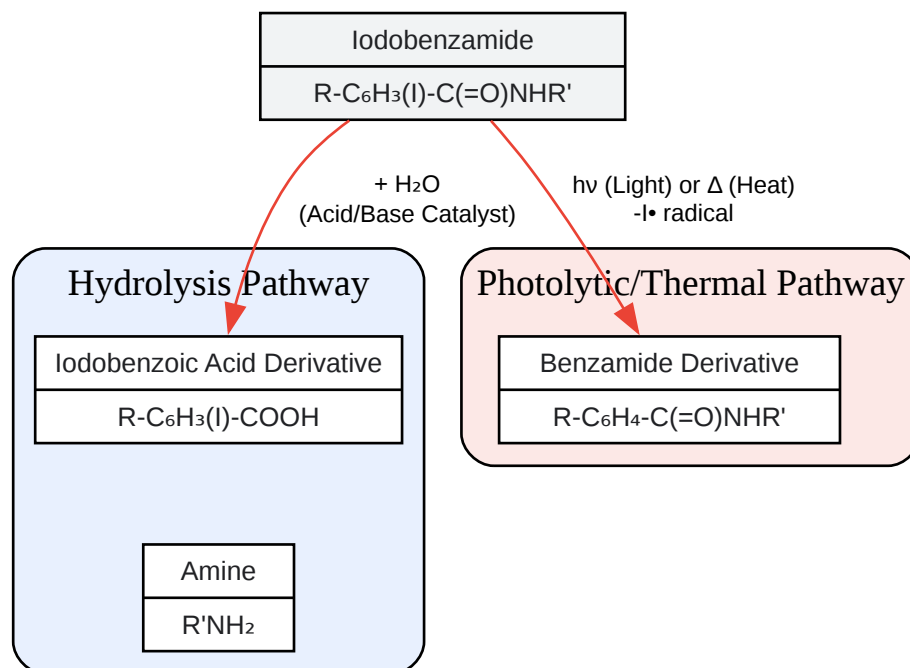 Iodobenzamide
R-C₆H₃(I)-C(=O)NHR'
+ H₂O
(Acid/Base Catalyst)
hν (Light) or Δ (Heat)
-I• radical
Hydrolysis Pathway
Iodobenzoic Acid Derivative
R-C₆H₃(I)-COOH
Amine
R'NH₂
Photolytic/Thermal Pathway
Benzamide Derivative
R-C₆H₄-C(=O)NHR'